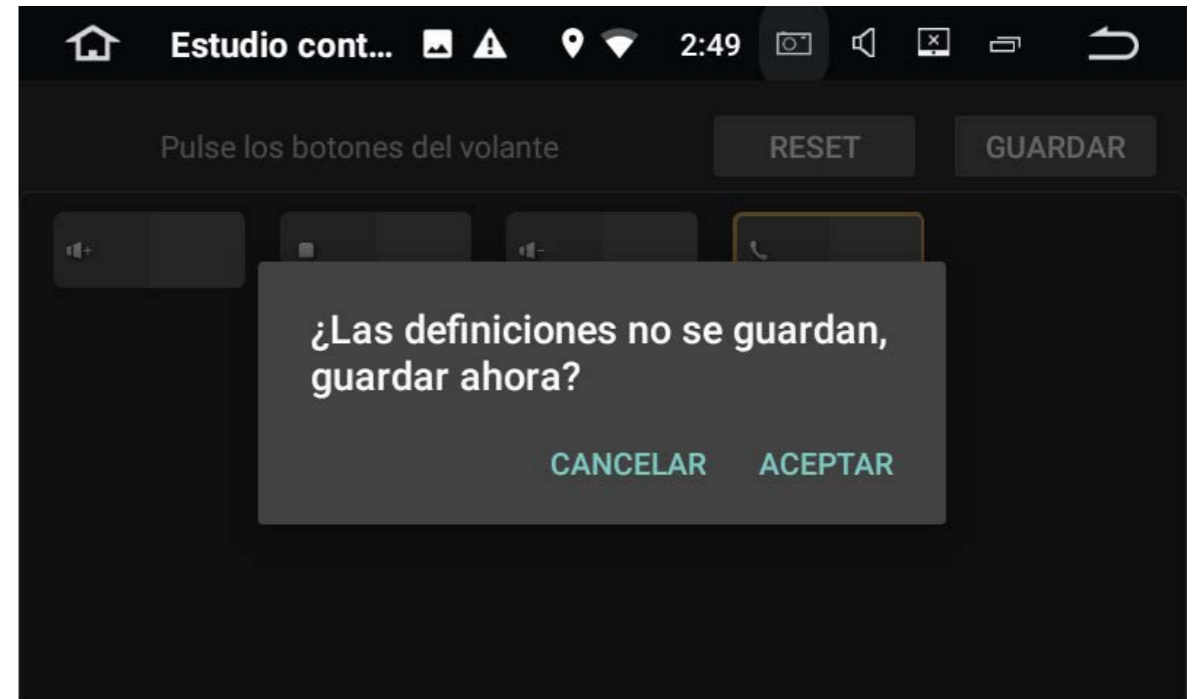 Estudio cont...
2:49
Pulse los botones del volante
RESET
GUARDAR
¿Las definiciones no se guardan,
guardar ahora?
CANCELAR
ACEPTAR